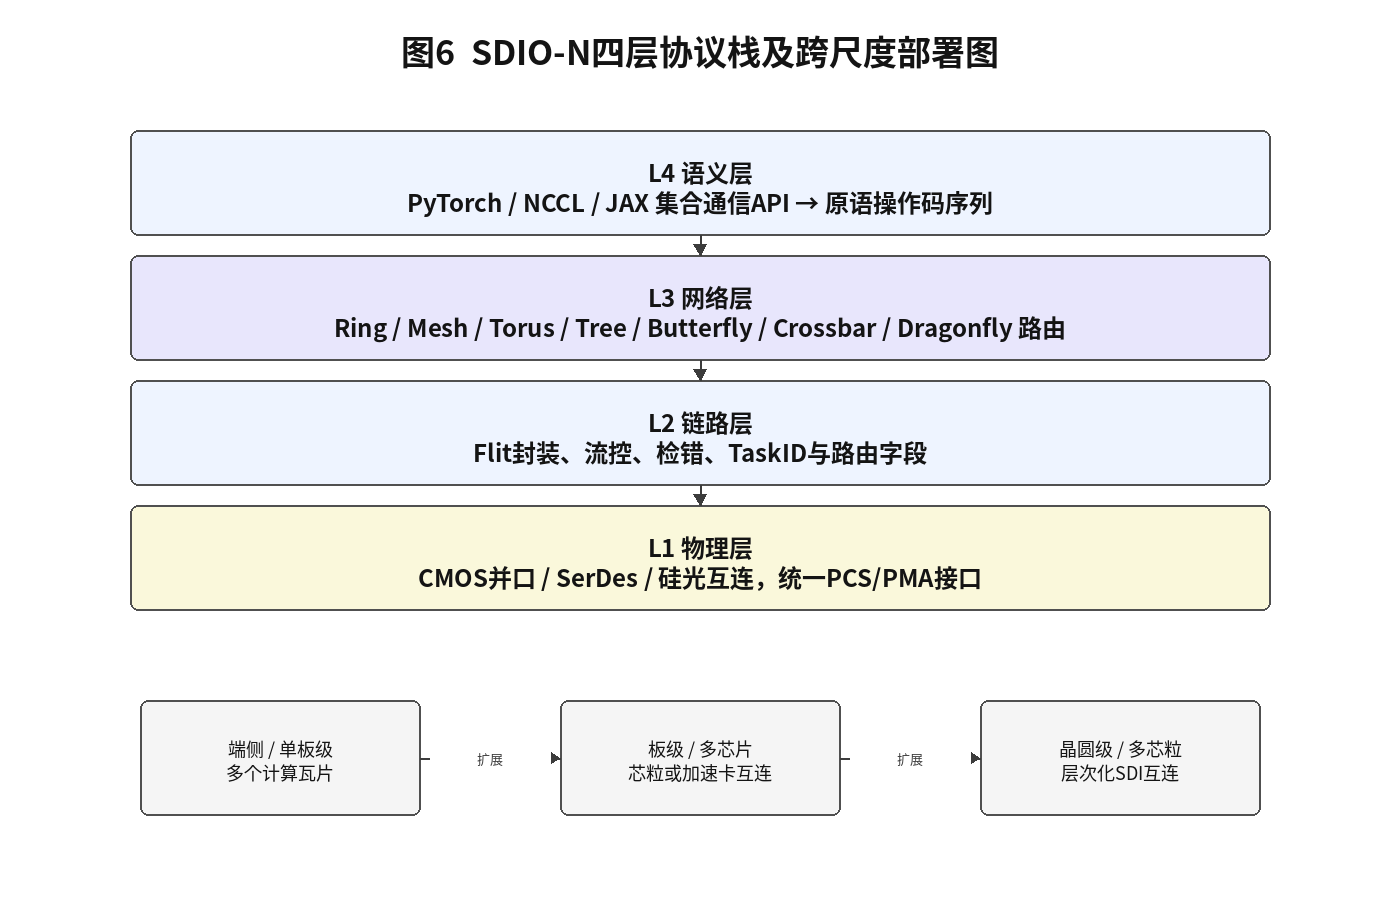 图6 SDIO-N四层协议栈及跨尺度部署图
L4 语义层
PyTorch / NCCL / JAX 集合通信API → 原语操作码序列
L3 网络层
Ring / Mesh / Torus / Tree / Butterfly / Crossbar / Dragonfly 路由
L2 链路层
Flit封装、流控、检错、TaskID与路由字段
L1 物理层
CMOS并口 / SerDes / 硅光互连，统一PCS/PMA接口
端侧 / 单板级
多个计算瓦片
扩展
板级 / 多芯片
芯粒或加速卡互连
扩展
晶圆级 / 多芯粒
层次化SDI互连